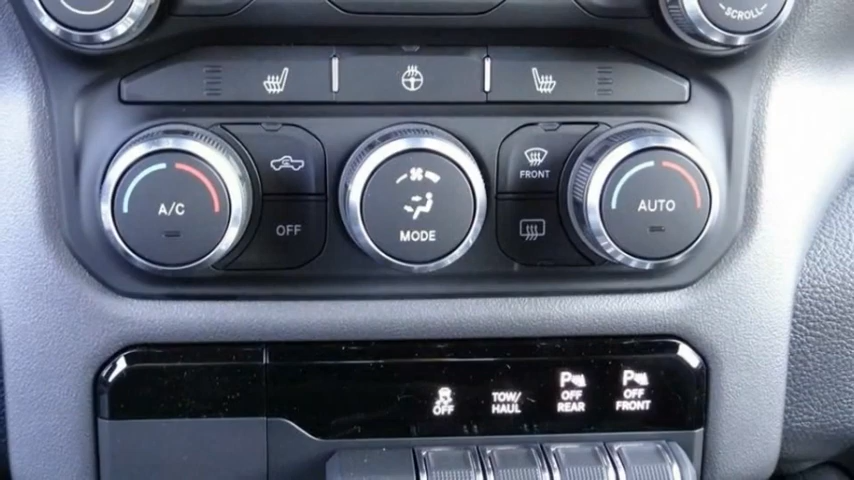 SCROLL
FRONT
A/C
AUTO
OFF
MODE
OFF
TOW/
HAUL
P
OFF
REAR
P
OFF
FRONT